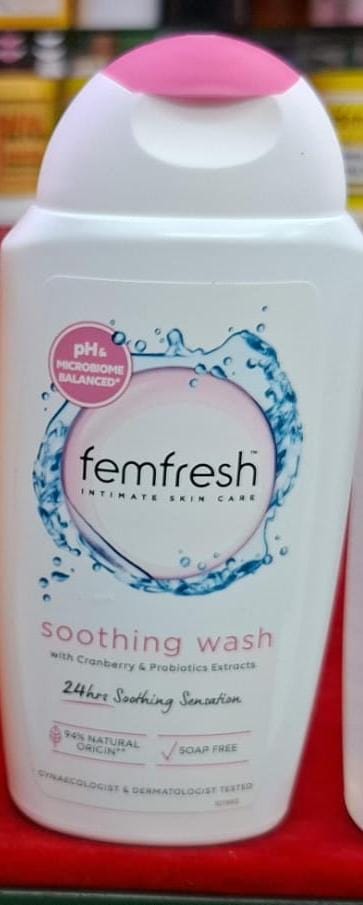 pH&
MICROBIOME
BALANCED*
femfresh™
INTIMATE SKIN CARE
soothing wash
with Cranberry & Probiotics Extracts
24hrs Soothing Sensation
94% NATURAL
ORIGIN**
SOAP FREE
GYNAECOLOGIST & DERMATOLOGIST TESTED